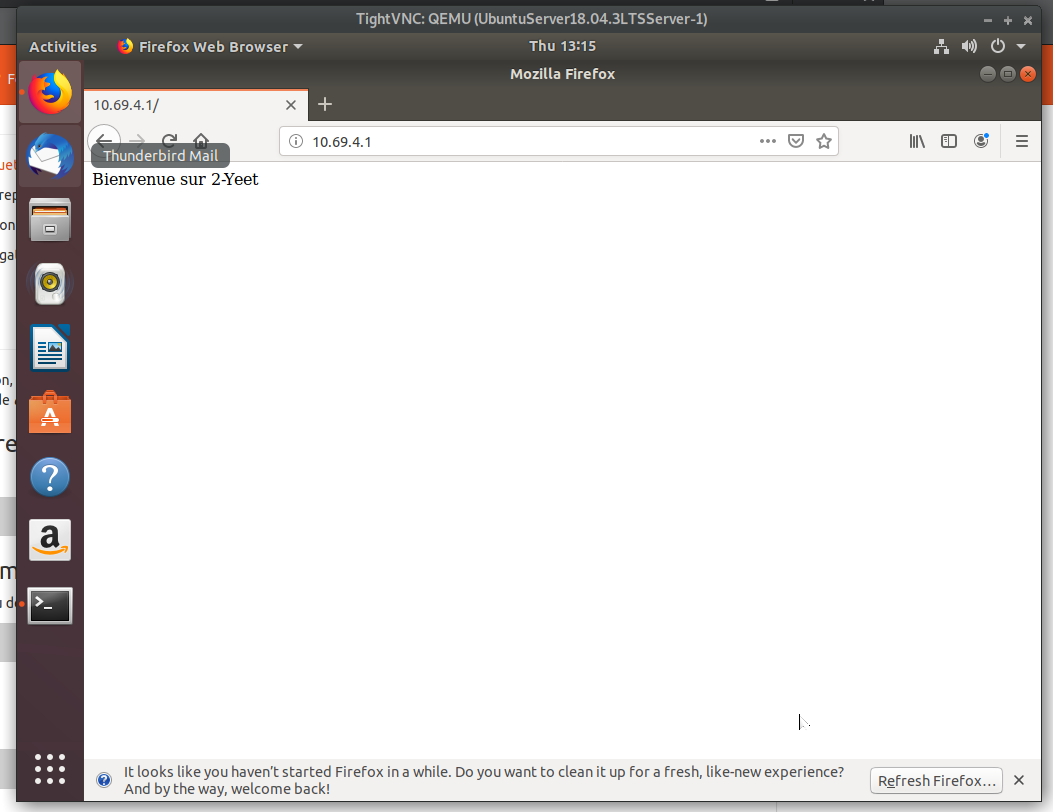 TightVNC: QEMU (UbuntuServer18.04.3LTSServer-1)
Activities
Firefox Web Browser
Thu 13:15
Mozilla Firefox
10.69.4.1/
10.69.4.1
Thunderbird Mail
Bienvenue sur 2-Yeet
It looks like you haven’t started Firefox in a while. Do you want to clean it up for a fresh, like-new experience?
And by the way, welcome back!
Refresh Firefox…